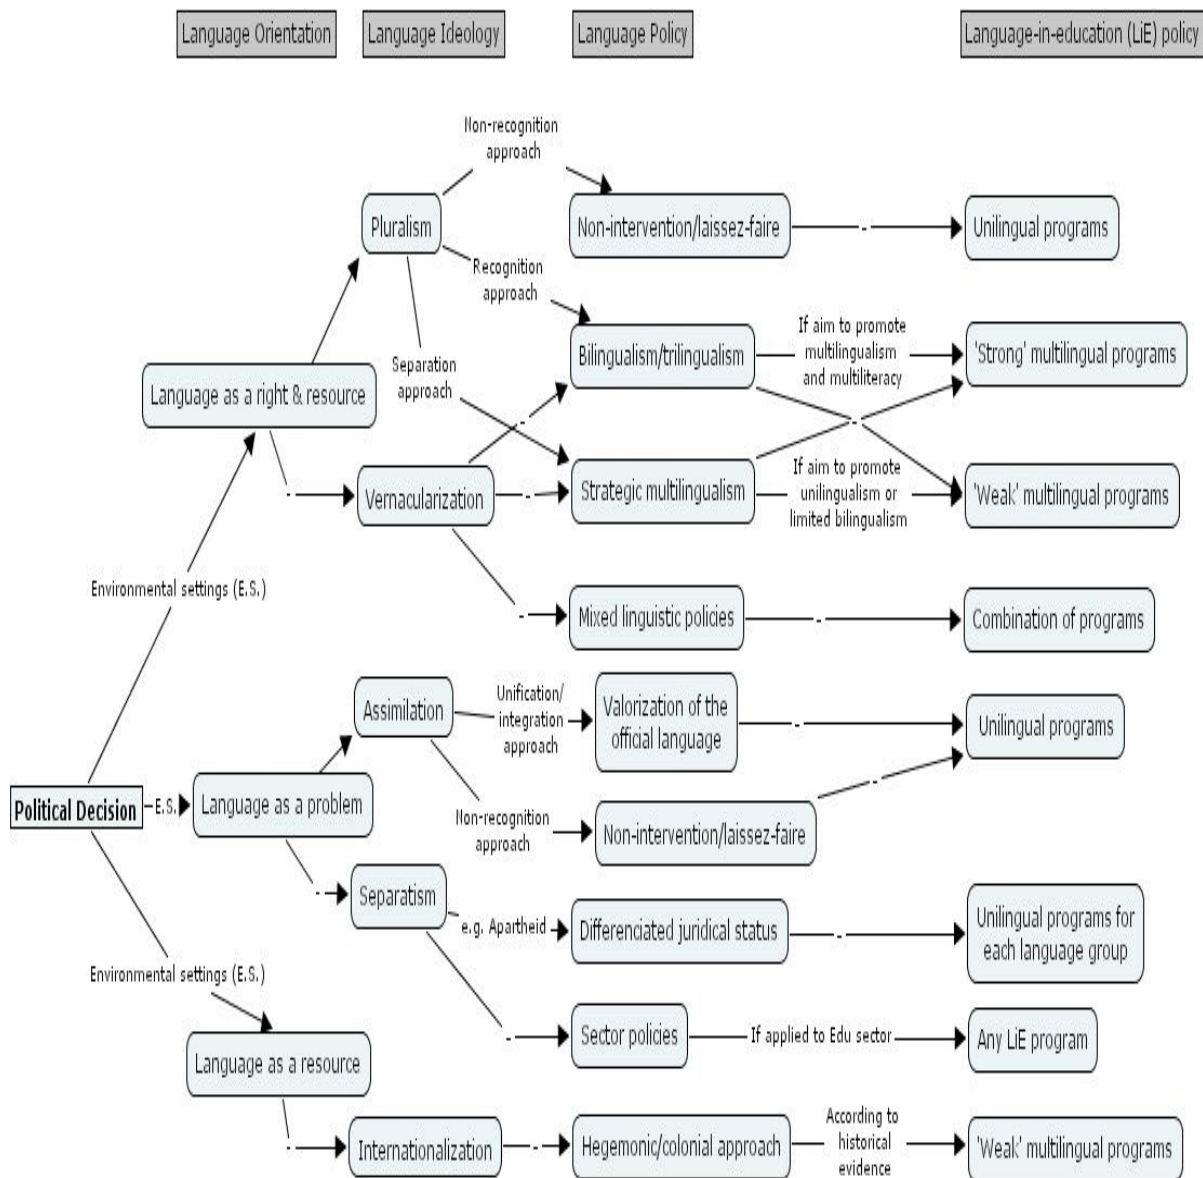 Language Orientation
Language Ideology
Language Policy
Language-in-education (LiE) policy
Non-recognition
approach
Pluralism
Non-intervention/laissez-faire
-
Unilingual programs
Recognition
approach
Separation
approach
Bilingualism/trilingualism
If aim to promote
multilingualism
and multiliteracy
'Strong' multilingual programs
Language as a right & resource
-
-
-
Vernacularization
-
Strategic multilingualism
If aim to promote
unilingualism or
limited bilingualism
'Weak' multilingual programs
Environmental settings (E.S.)
-
Mixed linguistic policies
-
Combination of programs
Assimilation
Unification/
integration
approach
Valorization of the
official language
-
Unilingual programs
Political Decision
E.S.
Language as a problem
-
Non-recognition
approach
Non-intervention/laissez-faire
-
Separatism
e.g. Apartheid
Differenciated juridical status
-
Unilingual programs for
each language group
Environmental settings (E.S.)
-
Sector policies
If applied to Edu sector
Any LiE program
Language as a resource
-
Internationalization
-
Hegemonic/colonial approach
According to
historical
evidence
'Weak' multilingual programs